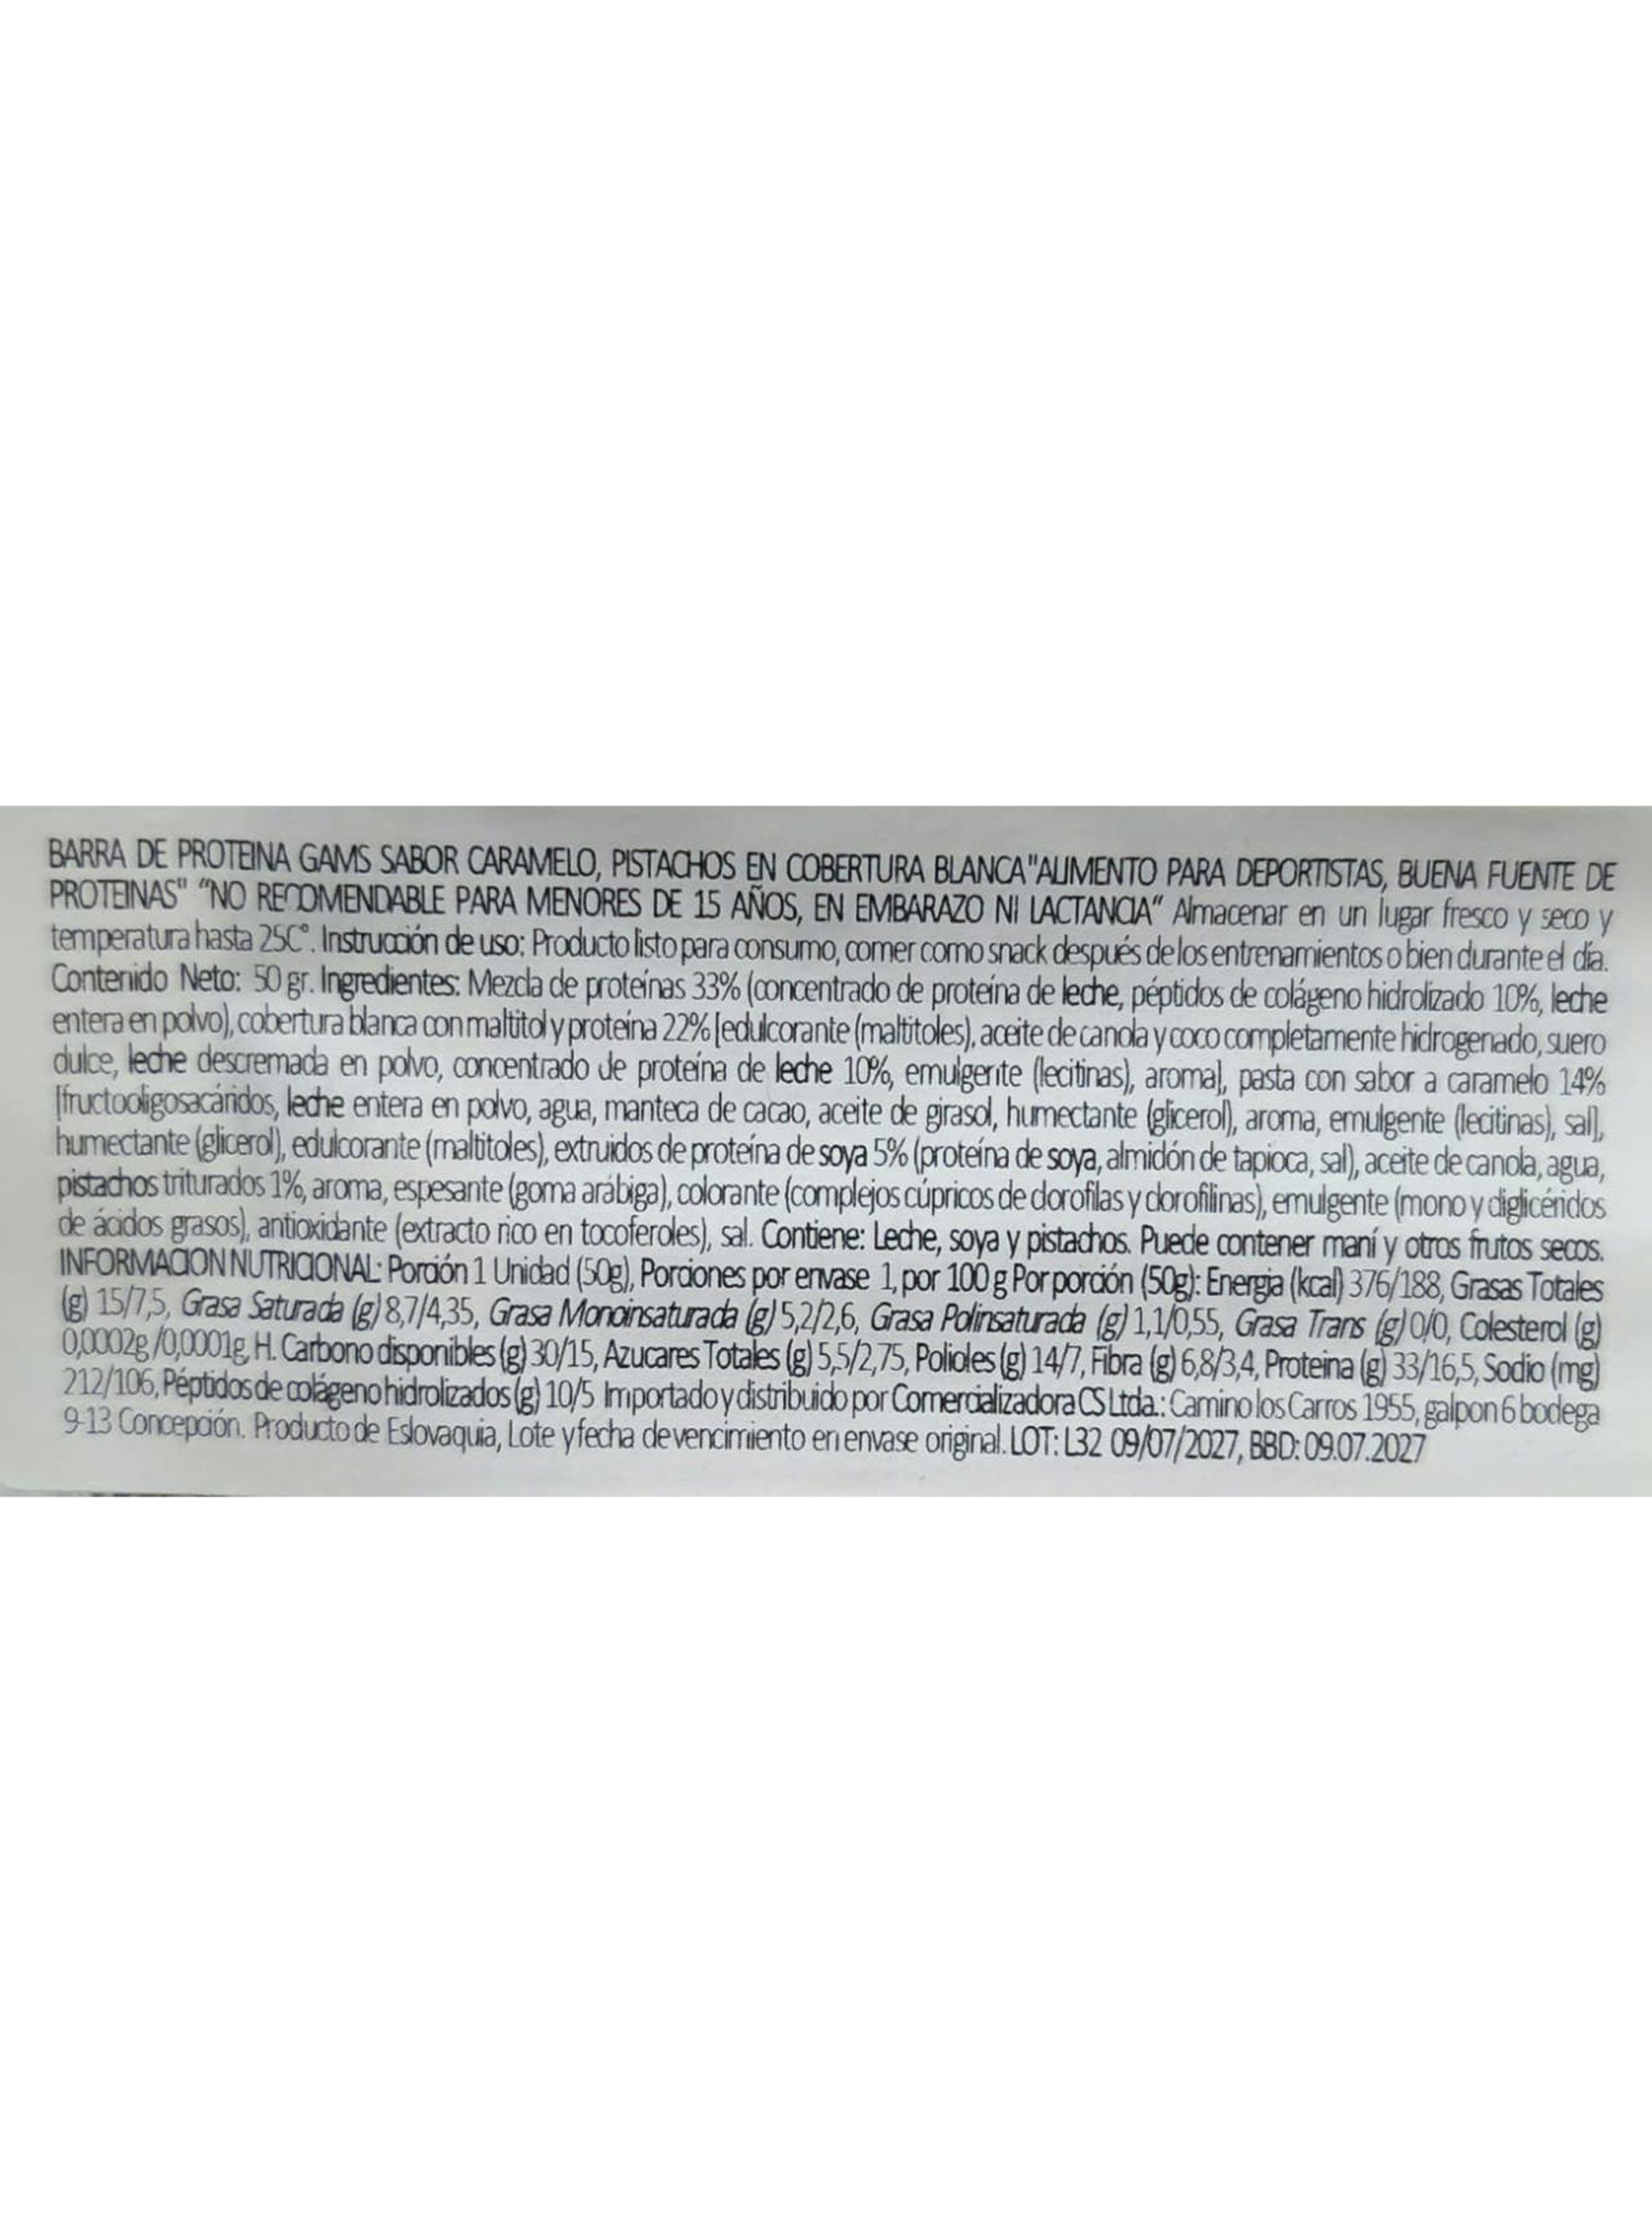 BARRA DE PROTEINA GAMS SABOR CARAMELO, PISTACHOS EN COBERTURA BLANCA"ALIMENTO PARA DEPORTISTAS, BUENA FUENTE DE
PROTEINAS" "NO RECOMENDABLE PARA MENORES DE 15 AÑOS, EN EMBARAZO NI LACTANCIA" Almacenar en un lugar fresco y seco y
temperatura hasta 25C°. Instrucción de uso: Producto listo para consumo, comer como snack después de los entrenamientos o bien durante el día.
Contenido Neto: 50 gr. Ingredientes: Mezcla de proteínas 33% (concentrado de proteína de leche, péptidos de colágeno hidrolizado 10%, leche
entera en polvo), cobertura blanca con maltitol y proteína 22% [edulcorante (maltitoles), aceite de canola y coco completamente hidrogenado, suero
dulce, leche descremada en polvo, concentrado de proteína de leche 10%, emulgente (lecitinas), aroma], pasta con sabor a caramelo 14%
[fructooligosacáridos, leche entera en polvo, agua, manteca de cacao, aceite de girasol, humectante (glicerol), aroma, emulgente (lecitinas), sal],
humectante (glicerol), edulcorante (maltitoles), extruidos de proteína de soya 5% (proteína de soya, almidón de tapioca, sal), aceite de canola, agua,
pistachos triturados 1%, aroma, espesante (goma arábiga), colorante (complejos cúpricos de clorofilas y clorofilinas), emulgente (mono y diglicéridos
de ácidos grasos), antioxidante (extracto rico en tocoferoles), sal. Contiene: Leche, soya y pistachos. Puede contener maní y otros frutos secos.
INFORMACION NUTRICIONAL: Porción 1 Unidad (50g), Porciones por envase 1, por 100 g Por porción (50g): Energia (kcal) 376/188, Grasas Totales
(g) 15/7,5, Grasa Saturada (g) 8,7/4,35, Grasa Monoinsaturada (g) 5,2/2,6, Grasa Polinsaturada (g) 1,1/0,55, Grasa Trans (g) 0/0, Colesterol (g)
0,0002g /0,0001g, H. Carbono disponibles (g) 30/15, Azucares Totales (g) 5,5/2,75, Polioles (g) 14/7, Fibra (g) 6,8/3,4, Proteina (g) 33/16,5, Sodio (mg)
212/106, Péptidos de colágeno hidrolizados (g) 10/5 Importado y distribuido por Comercializadora CS Ltda.: Camino los Carros 1955, galpon 6 bodega
9-13 Concepción. Producto de Eslovaquia, Lote y fecha de vencimiento en envase original. LOT: L32 09/07/2027, BBD: 09.07.2027